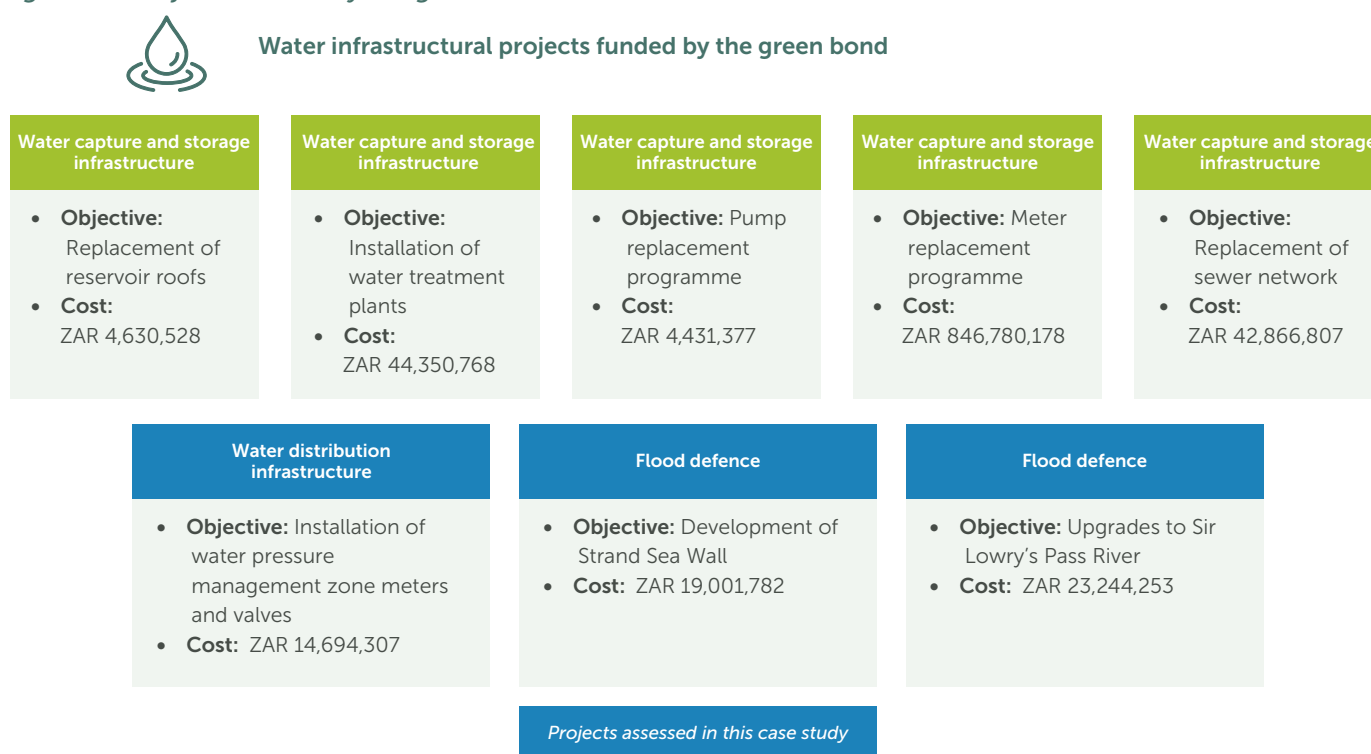 Water infrastructural projects funded by the green bond
Water capture and storage
infrastructure
• Objective:
Replacement of
reservoir roofs
• Cost:
ZAR 4,630,528
Water capture and storage
infrastructure
• Objective:
Installation of
water treatment
plants
• Cost:
ZAR 44,350,768
Water capture and storage
infrastructure
• Objective: Pump
replacement
programme
• Cost:
ZAR 4,431,377
Water capture and storage
infrastructure
• Objective: Meter
replacement
programme
• Cost:
ZAR 846,780,178
Water capture and storage
infrastructure
• Objective:
Replacement of
sewer network
• Cost:
ZAR 42,866,807
Water distribution
infrastructure
• Objective: Installation of
water pressure
management zone meters
and valves
• Cost: ZAR 14,694,307
Flood defence
• Objective: Development of
Strand Sea Wall
• Cost: ZAR 19,001,782
Flood defence
• Objective: Upgrades to Sir
Lowry's Pass River
• Cost: ZAR 23,244,253
Projects assessed in this case study